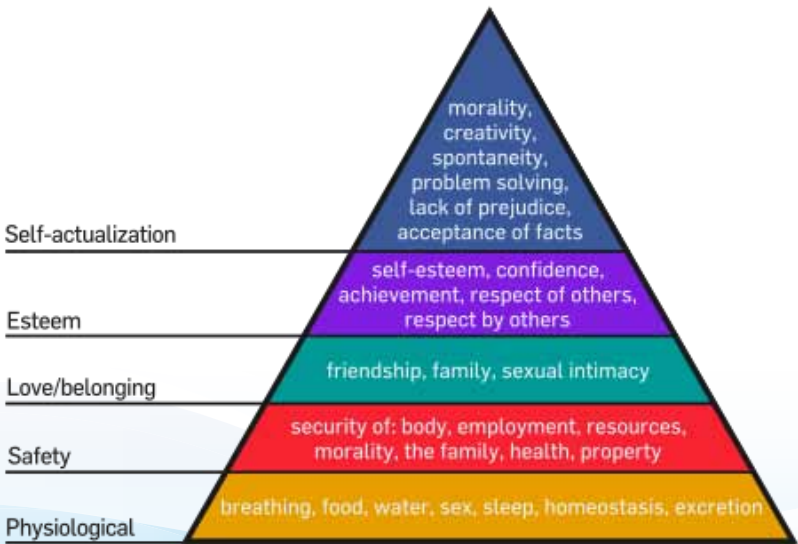 morality,
creativity,
spontaneity,
problem solving,
lack of prejudice,
acceptance of facts
Self-actualization
self-esteem, confidence,
achievement, respect of others,
respect by others
Esteem
friendship, family, sexual intimacy
Love/belonging
security of: body, employment, resources,
morality, the family, health, property
Safety
breathing, food, water, sex, sleep, homeostasis, excretion
Physiological